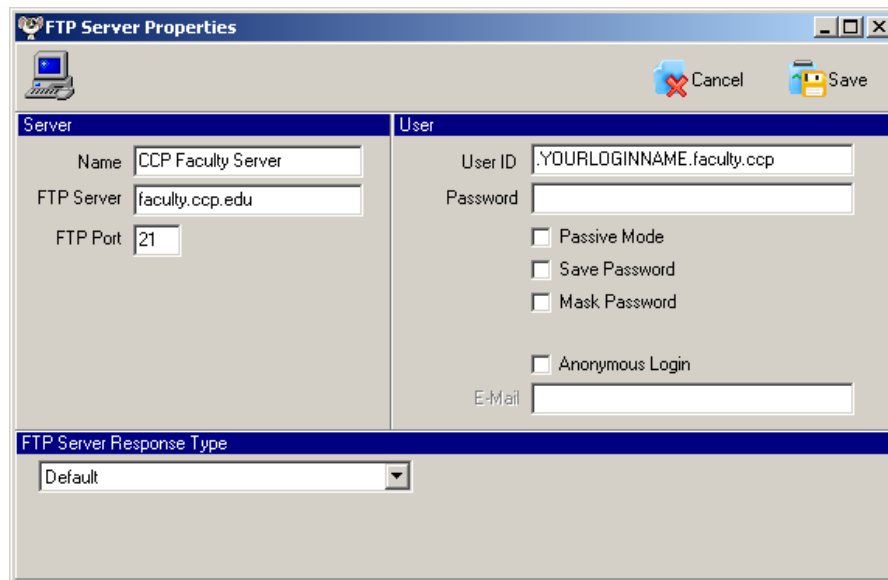 FTP Server Properties
Cancel
Save
Server
Name CCP Faculty Server
FTP Server faculty.ccp.edu
FTP Port 21
User
User ID .YOURLOGINNAME.faculty.ccp
Password
Passive Mode
Save Password
Mask Password
Anonymous Login
E-Mail
FTP Server Response Type
Default